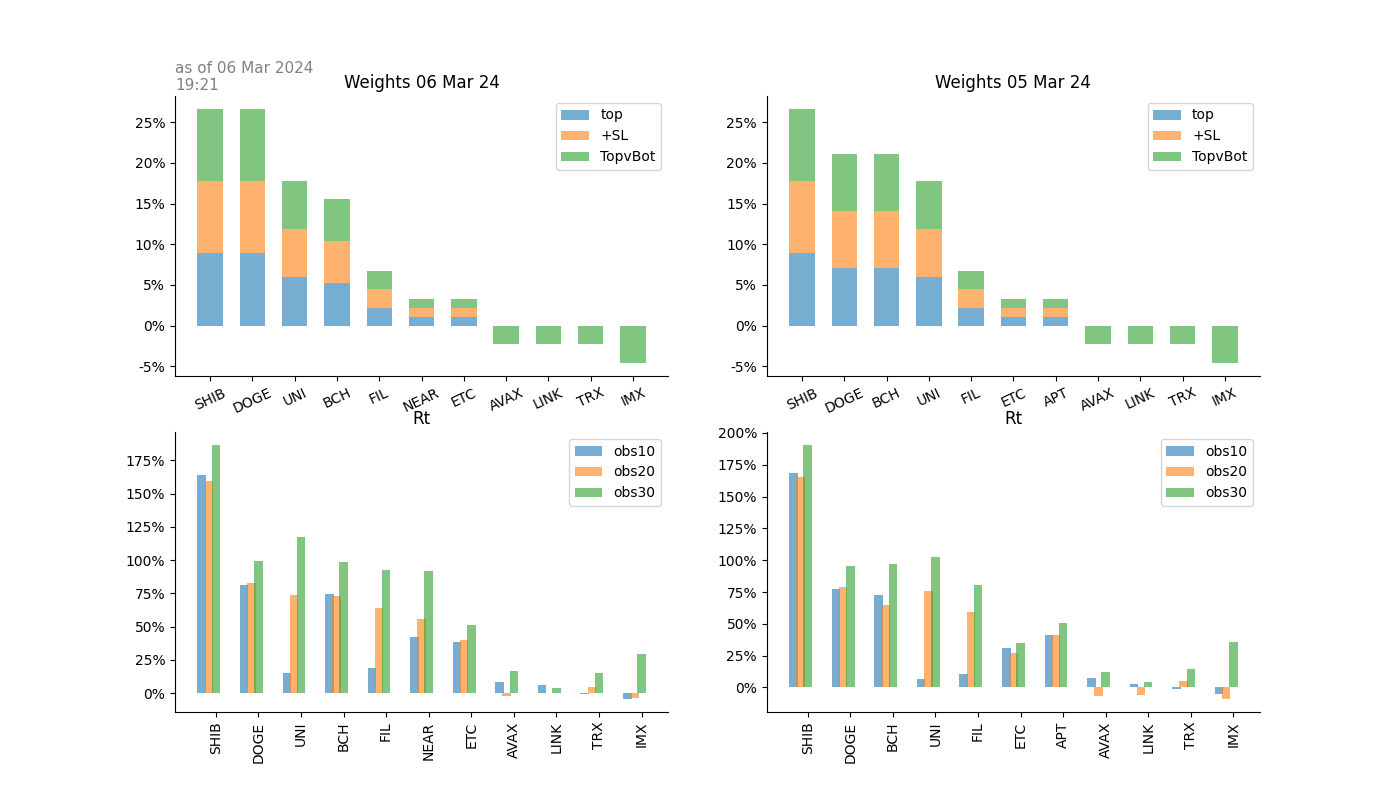 as of 06 Mar 2024
19:21
Weights 06 Mar 24
25%
20%
15%
10%
5%
0%
-5%
top
+SL
TopvBot
SHIB DOGE UNI BCH FIL NEAR ETC AVAX LINK TRX IMX
Weights 05 Mar 24
25%
20%
15%
10%
5%
0%
-5%
top
+SL
TopvBot
SHIB DOGE BCH UNI FIL ETC APT AVAX LINK TRX IMX
Rt
175%
150%
125%
100%
75%
50%
25%
0%
obs10
obs20
obs30
SHIB DOGE UNI BCH FIL NEAR ETC AVAX LINK TRX IMX
Rt
200%
175%
150%
125%
100%
75%
50%
25%
0%
obs10
obs20
obs30
SHIB DOGE BCH UNI FIL ETC APT AVAX LINK TRX IMX